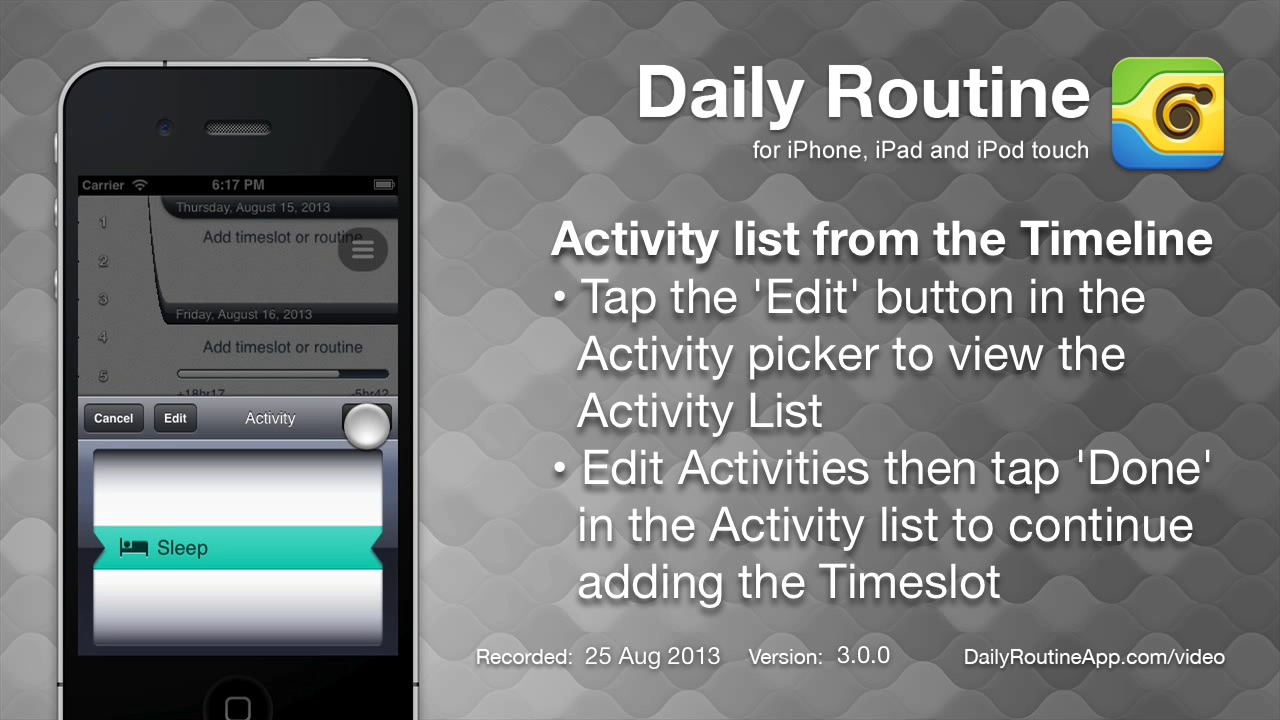 Daily Routine
for iPhone, iPad and iPod touch
Carrier
6:17 PM
Thursday, August 15, 2013
1
Add timeslot or routine
2
3
Friday, August 16, 2013
4
Add timeslot or routine
5
+18hr17
-5hr42
Cancel
Edit
Activity
Sleep
Activity list from the Timeline
• Tap the 'Edit' button in the
Activity picker to view the
Activity List
• Edit Activities then tap 'Done'
in the Activity list to continue
adding the Timeslot
Recorded: 25 Aug 2013 Version: 3.0.0 DailyRoutineApp.com/video